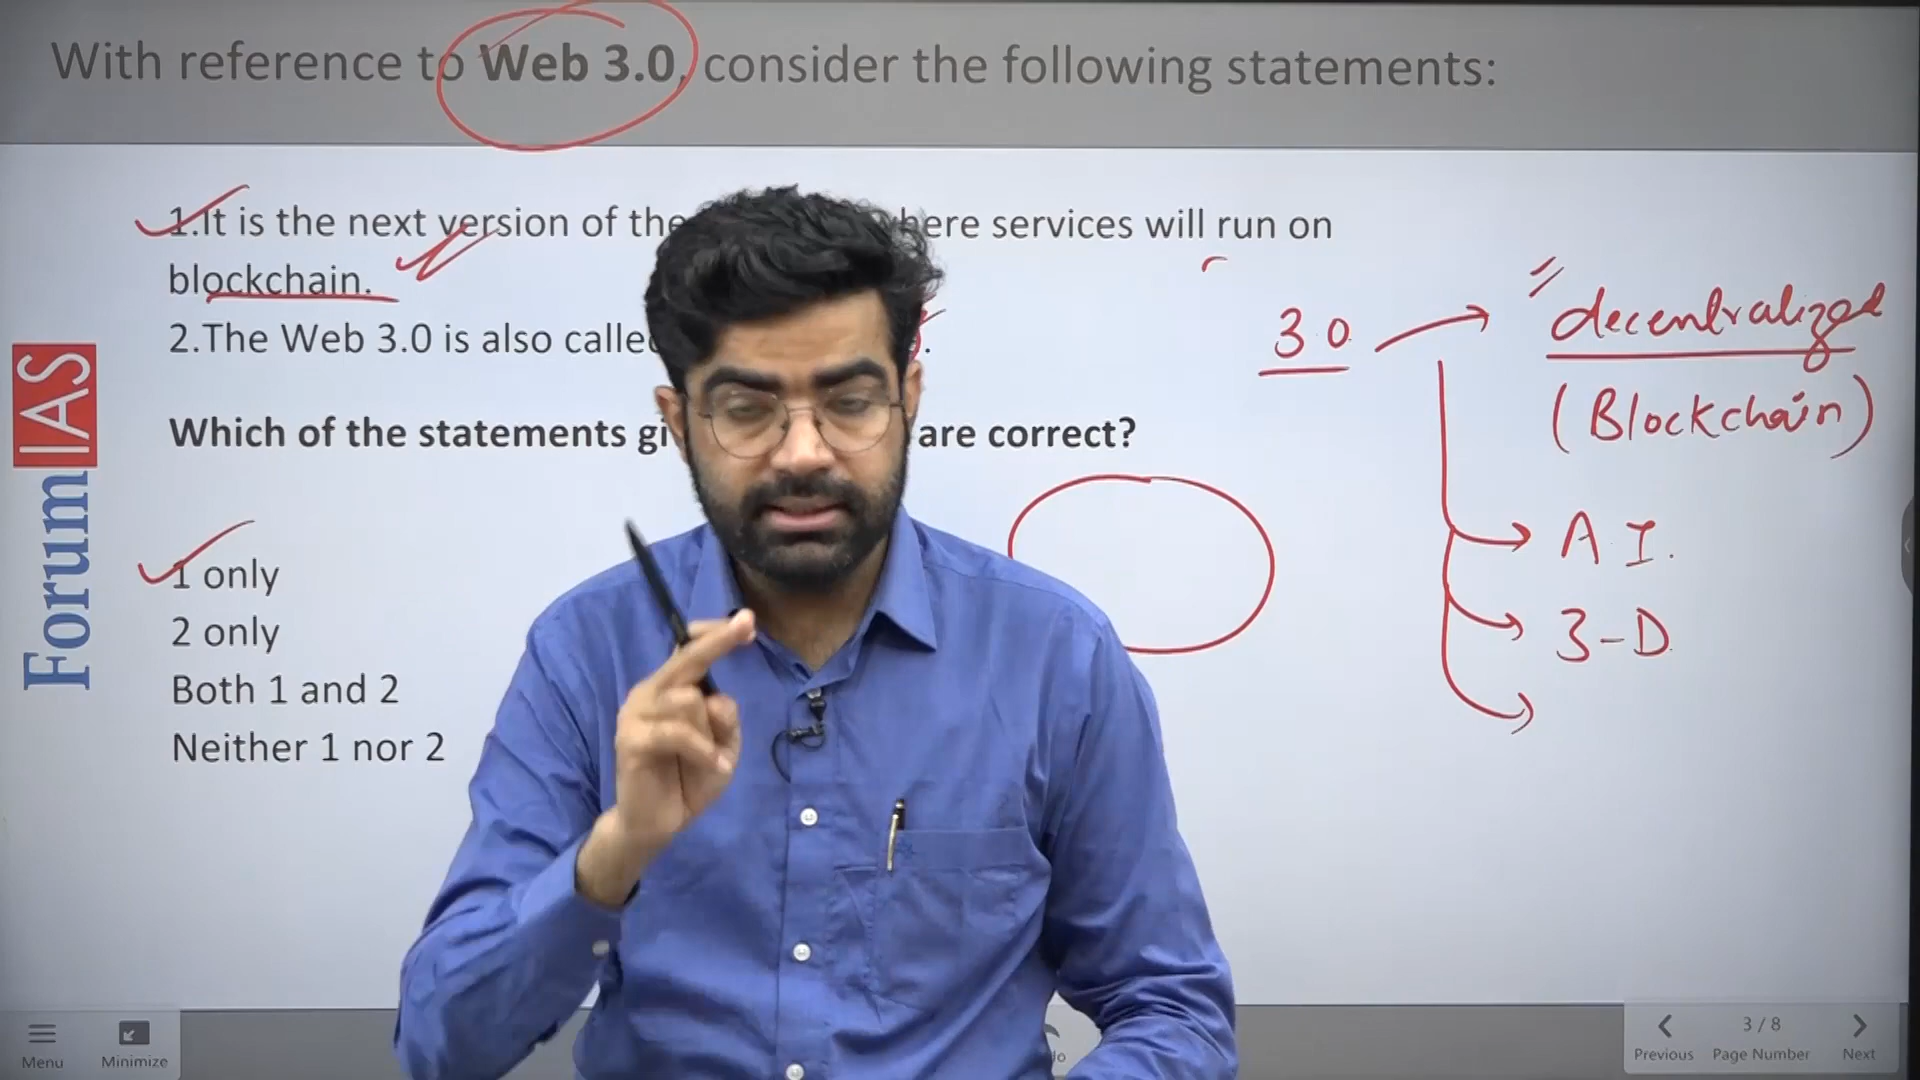 With reference to Web 3.0, consider the following statements:
1.It is the next version of the here services will run on
blockchain.
2.The Web 3.0 is also called .
Which of the statements gi are correct?
1 only
2 only
Both 1 and 2
Neither 1 nor 2
3.0
decentralized
(Blockchain)
A.I.
3-D
ForumIAS
Menu
Minimize
3 / 8
Previous
Page Number
Next